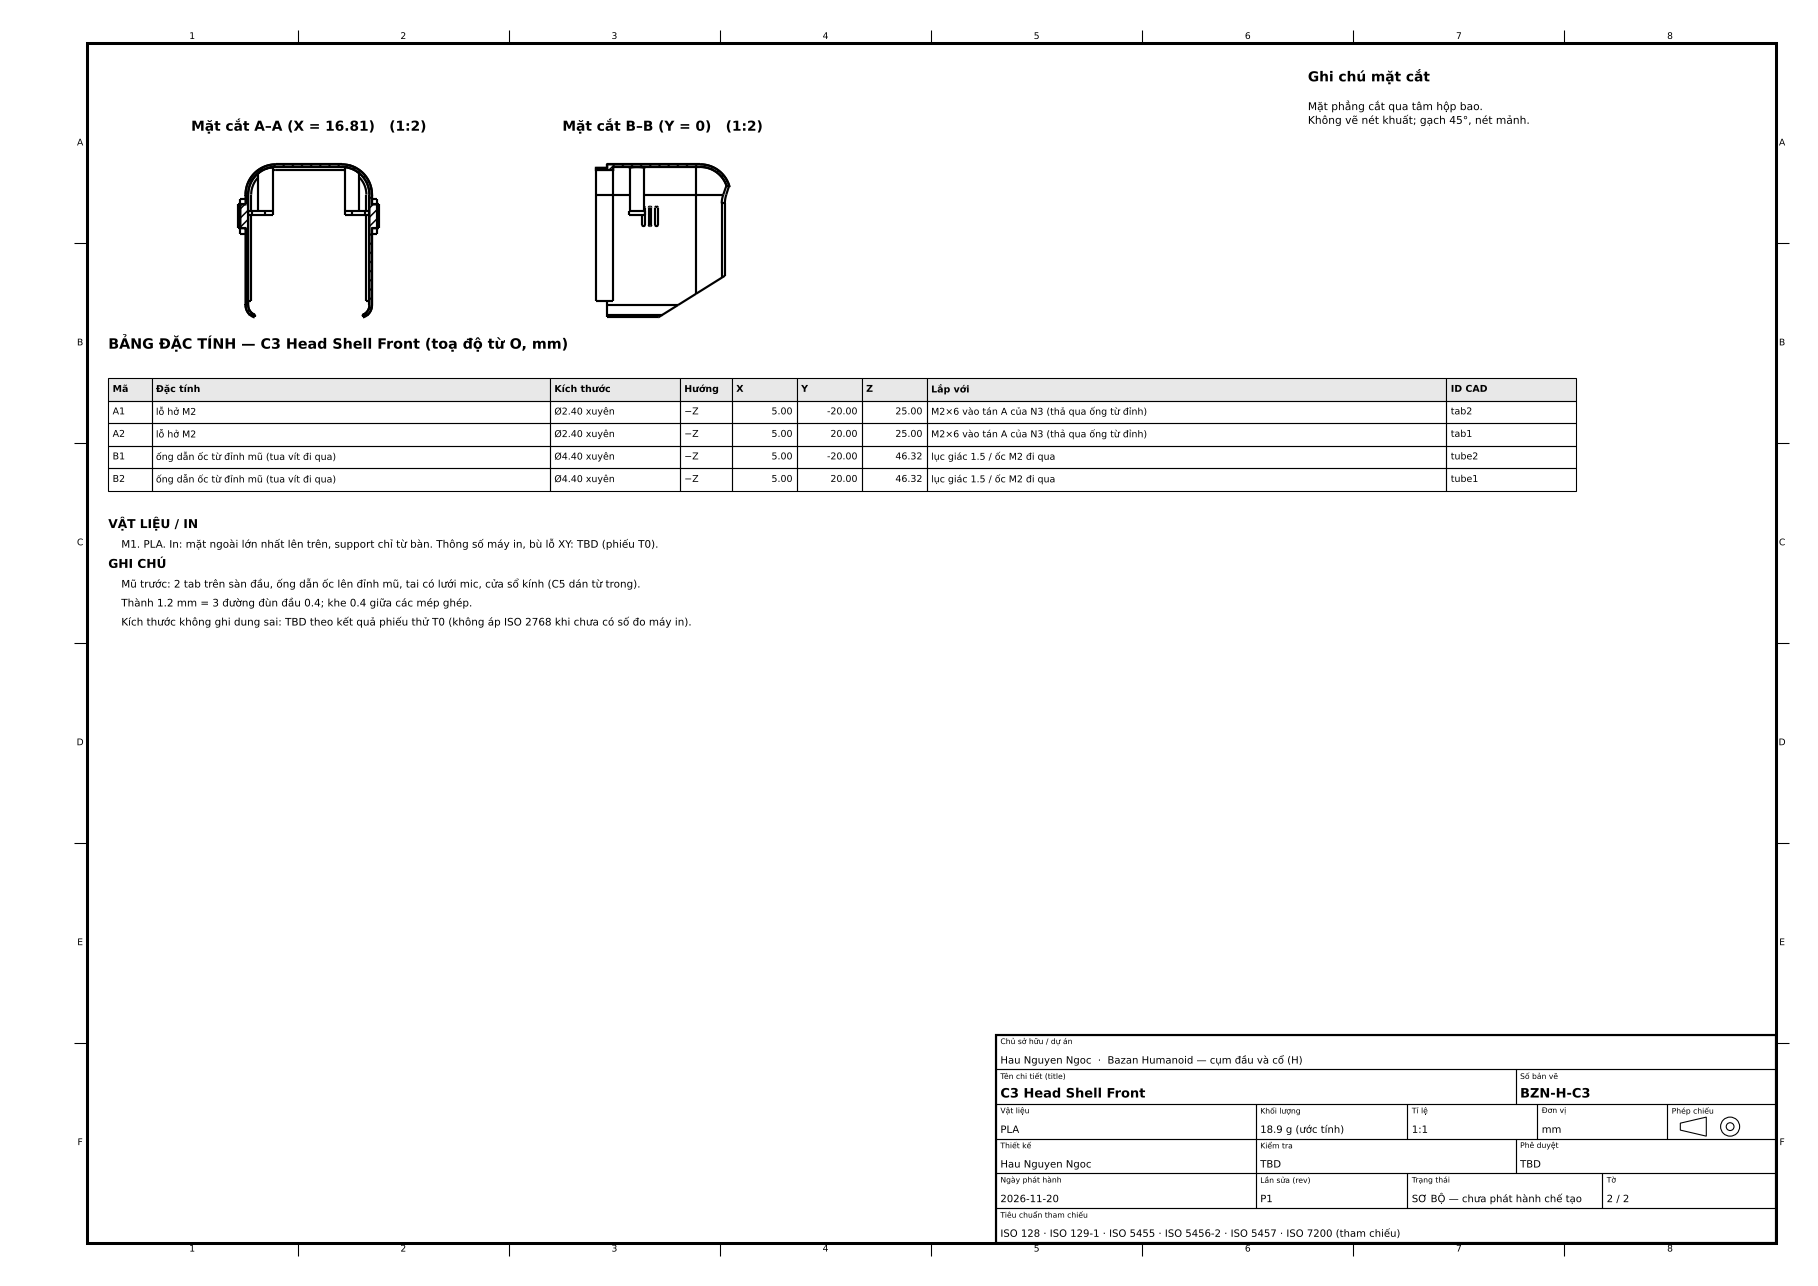 1 2 3 4 5 6 7 8
Ghi chú mặt cắt
Mặt phẳng cắt qua tâm hộp bao.
Không vẽ nét khuất; gạch 45°, nét mảnh.
Mặt cắt A–A (X = 16.81) (1:2)
Mặt cắt B–B (Y = 0) (1:2)
A A
B B
BẢNG ĐẶC TÍNH — C3 Head Shell Front (toạ độ từ O, mm)
Mã Đặc tính Kích thước Hướng X Y Z Lắp với ID CAD
A1 lỗ hở M2 Ø2.40 xuyên −Z 5.00 -20.00 25.00 M2×6 vào tán A của N3 (thả qua ống từ đỉnh) tab2
A2 lỗ hở M2 Ø2.40 xuyên −Z 5.00 20.00 25.00 M2×6 vào tán A của N3 (thả qua ống từ đỉnh) tab1
B1 ống dẫn ốc từ đỉnh mũ (tua vít đi qua) Ø4.40 xuyên −Z 5.00 -20.00 46.32 lục giác 1.5 / ốc M2 đi qua tube2
B2 ống dẫn ốc từ đỉnh mũ (tua vít đi qua) Ø4.40 xuyên −Z 5.00 20.00 46.32 lục giác 1.5 / ốc M2 đi qua tube1
VẬT LIỆU / IN
C C
M1. PLA. In: mặt ngoài lớn nhất lên trên, support chỉ từ bàn. Thông số máy in, bù lỗ XY: TBD (phiếu T0).
GHI CHÚ
Mũ trước: 2 tab trên sàn đầu, ống dẫn ốc lên đỉnh mũ, tai có lưới mic, cửa sổ kính (C5 dán từ trong).
Thành 1.2 mm = 3 đường đùn đầu 0.4; khe 0.4 giữa các mép ghép.
Kích thước không ghi dung sai: TBD theo kết quả phiếu thử T0 (không áp ISO 2768 khi chưa có số đo máy in).
D D
E E
F F
Chủ sở hữu / dự án
Hau Nguyen Ngoc · Bazan Humanoid — cụm đầu và cổ (H)
Tên chi tiết (title) Số bản vẽ
C3 Head Shell Front BZN-H-C3
Vật liệu Khối lượng Tỉ lệ Đơn vị Phép chiếu
PLA 18.9 g (ước tính) 1:1 mm
Thiết kế Kiểm tra Phê duyệt
Hau Nguyen Ngoc TBD TBD
Ngày phát hành Lần sửa (rev) Trạng thái Tờ
2026-11-20 P1 SƠ BỘ — chưa phát hành chế tạo 2 / 2
Tiêu chuẩn tham chiếu
ISO 128 · ISO 129-1 · ISO 5455 · ISO 5456-2 · ISO 5457 · ISO 7200 (tham chiếu)
1 2 3 4 5 6 7 8